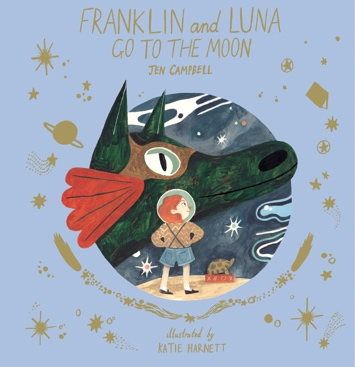 FRANKLIN and LUNA
GO TO THE MOON
JEN CAMPBELL
illustrated by
KATIE HARNETT